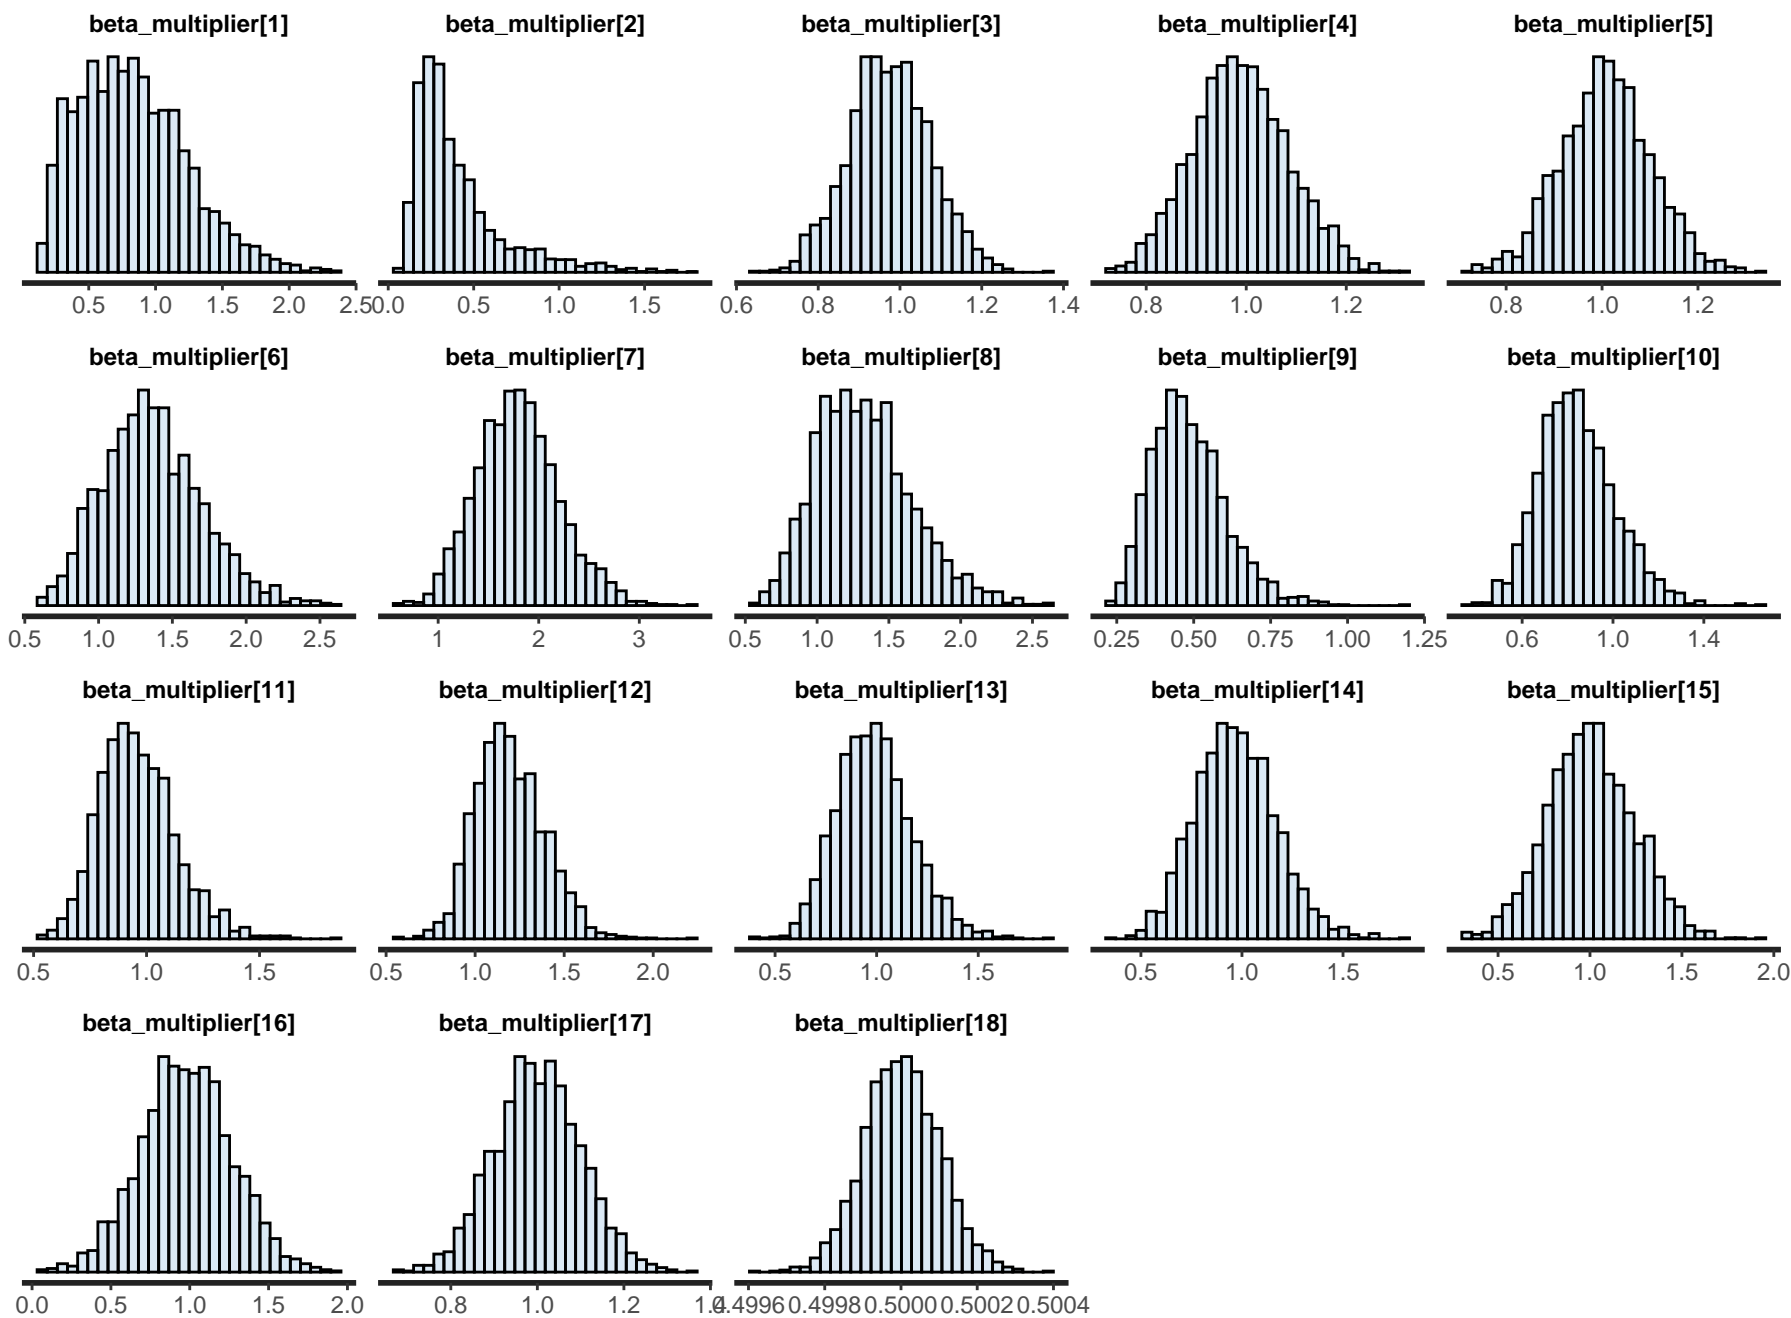 beta_multiplier[1] beta_multiplier[2] beta_multiplier[3] beta_multiplier[4] beta_multiplier[5]
0.5 1.0 1.5 2.0 2.5 0.0 0.5 1.0 1.5 0.6 0.8 1.0 1.2 1.4 0.8 1.0 1.2 0.8 1.0 1.2
beta_multiplier[6] beta_multiplier[7] beta_multiplier[8] beta_multiplier[9] beta_multiplier[10]
0.5 1.0 1.5 2.0 2.5 1 2 3 0.5 1.0 1.5 2.0 2.5 0.25 0.50 0.75 1.00 1.25 0.6 1.0 1.4
beta_multiplier[11] beta_multiplier[12] beta_multiplier[13] beta_multiplier[14] beta_multiplier[15]
0.5 1.0 1.5 0.5 1.0 1.5 2.0 0.5 1.0 1.5 0.5 1.0 1.5 0.5 1.0 1.5 2.0
beta_multiplier[16] beta_multiplier[17] beta_multiplier[18]
0.0 0.5 1.0 1.5 2.0 0.8 1.0 1.2 1.4 0.4996 0.4998 0.5000 0.5002 0.5004